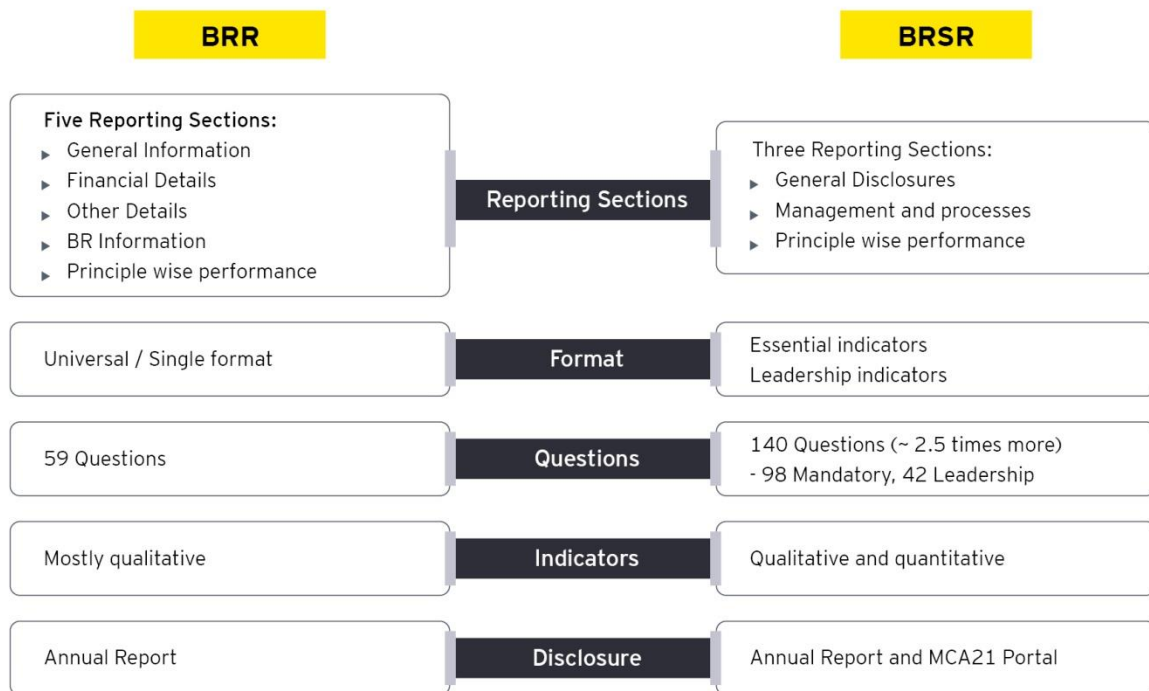 BRR
BRSR
Five Reporting Sections:
▸ General Information
▸ Financial Details
▸ Other Details
▸ BR Information
▸ Principle wise performance
Reporting Sections
Three Reporting Sections:
▸ General Disclosures
▸ Management and processes
▸ Principle wise performance
Universal / Single format
Format
Essential indicators
Leadership indicators
59 Questions
Questions
140 Questions (~ 2.5 times more)
- 98 Mandatory, 42 Leadership
Mostly qualitative
Indicators
Qualitative and quantitative
Annual Report
Disclosure
Annual Report and MCA21 Portal